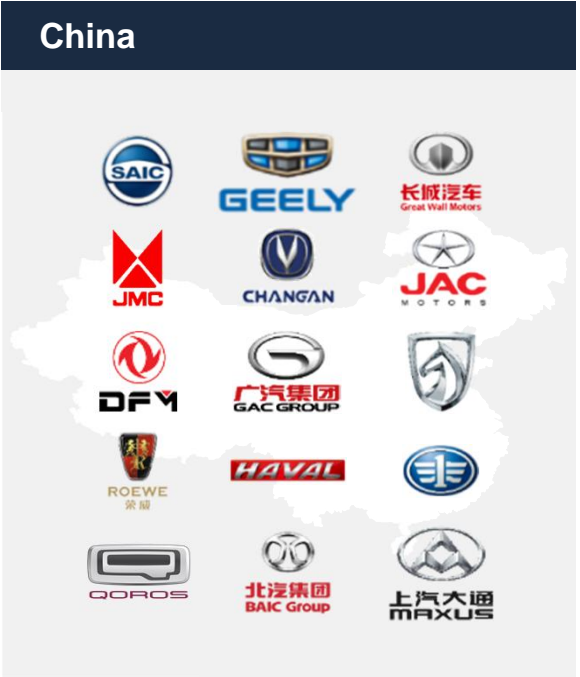 China
SAIC
GEELY
长城汽车
Great Wall Motors
JMC
CHANGAN
JAC
MOTORS
DFM
广汽集团
GAC GROUP
ROEWE
荣威
HAVAL
QOROS
北汽集团
BAIC Group
上汽大通
MAXUS